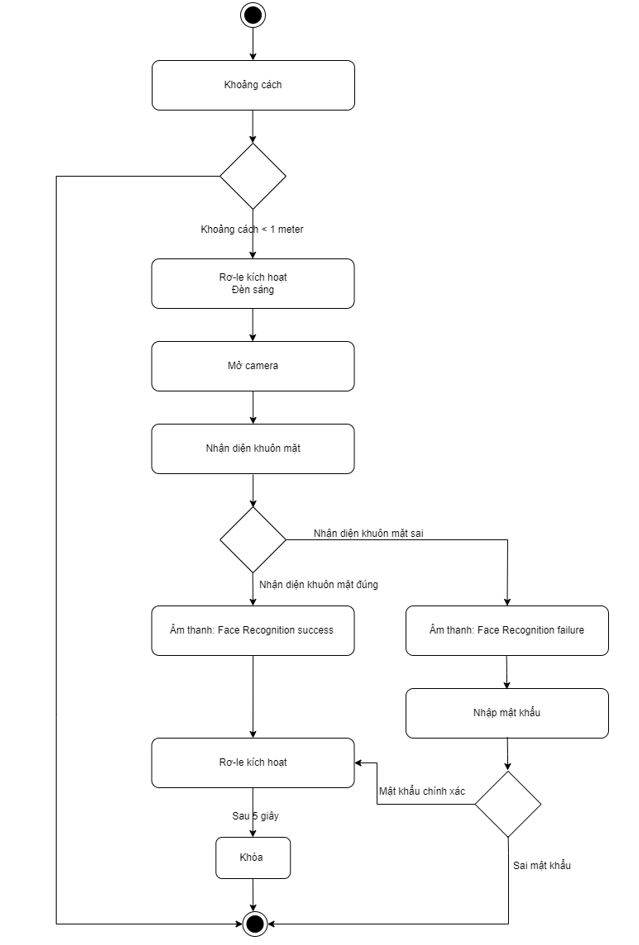 Khoảng cách
Khoảng cách < 1 meter
Rơ-le kích hoạt
Đèn sáng
Mở camera
Nhận diện khuôn mặt
Nhận diện khuôn mặt sai
Nhận diện khuôn mặt đúng
Âm thanh: Face Recognition success
Âm thanh: Face Recognition failure
Nhập mật khẩu
Rơ-le kích hoạt
Mật khẩu chính xác
Sau 5 giây
Khóa
Sai mật khẩu